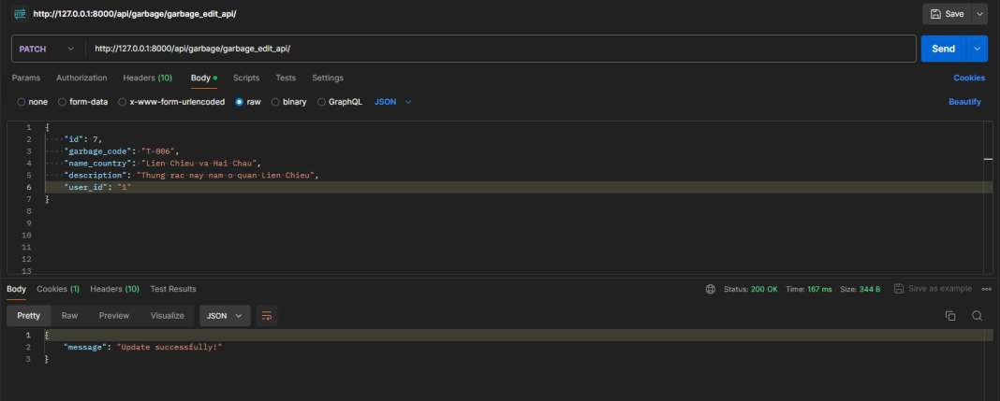 HTTP http://127.0.0.1:8000/api/garbage/garbage_edit_api/ Save
PATCH http://127.0.0.1:8000/api/garbage/garbage_edit_api/ Send
Params Authorization Headers (10) Body Scripts Tests Settings Cookies
none form-data x-www-form-urlencoded raw binary GraphQL JSON Beautify
1 {
2 "id": 7,
3 "garbage_code": "T-006",
4 "name_country": "Lien Chieu va Hai Chau",
5 "description": "Thung rac nay nam o quan Lien Chieu",
6 "user_id": "1"
7 }
8
9
10
11
12
13
Body Cookies (1) Headers (10) Test Results Status: 200 OK Time: 167 ms Size: 344 B Save as example
Pretty Raw Preview Visualize JSON
1 {
2 "message": "Update successfully!"
3 }